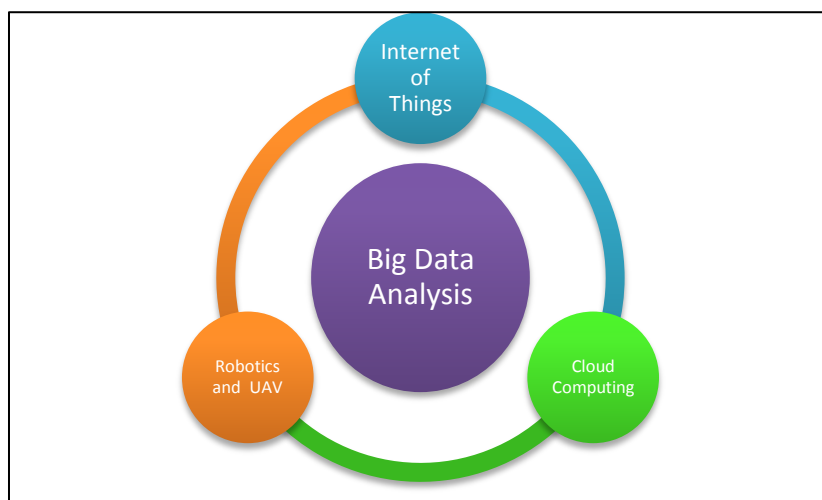 Internet
of
Things
Big Data
Analysis
Robotics
and  UAV
Cloud
Computing